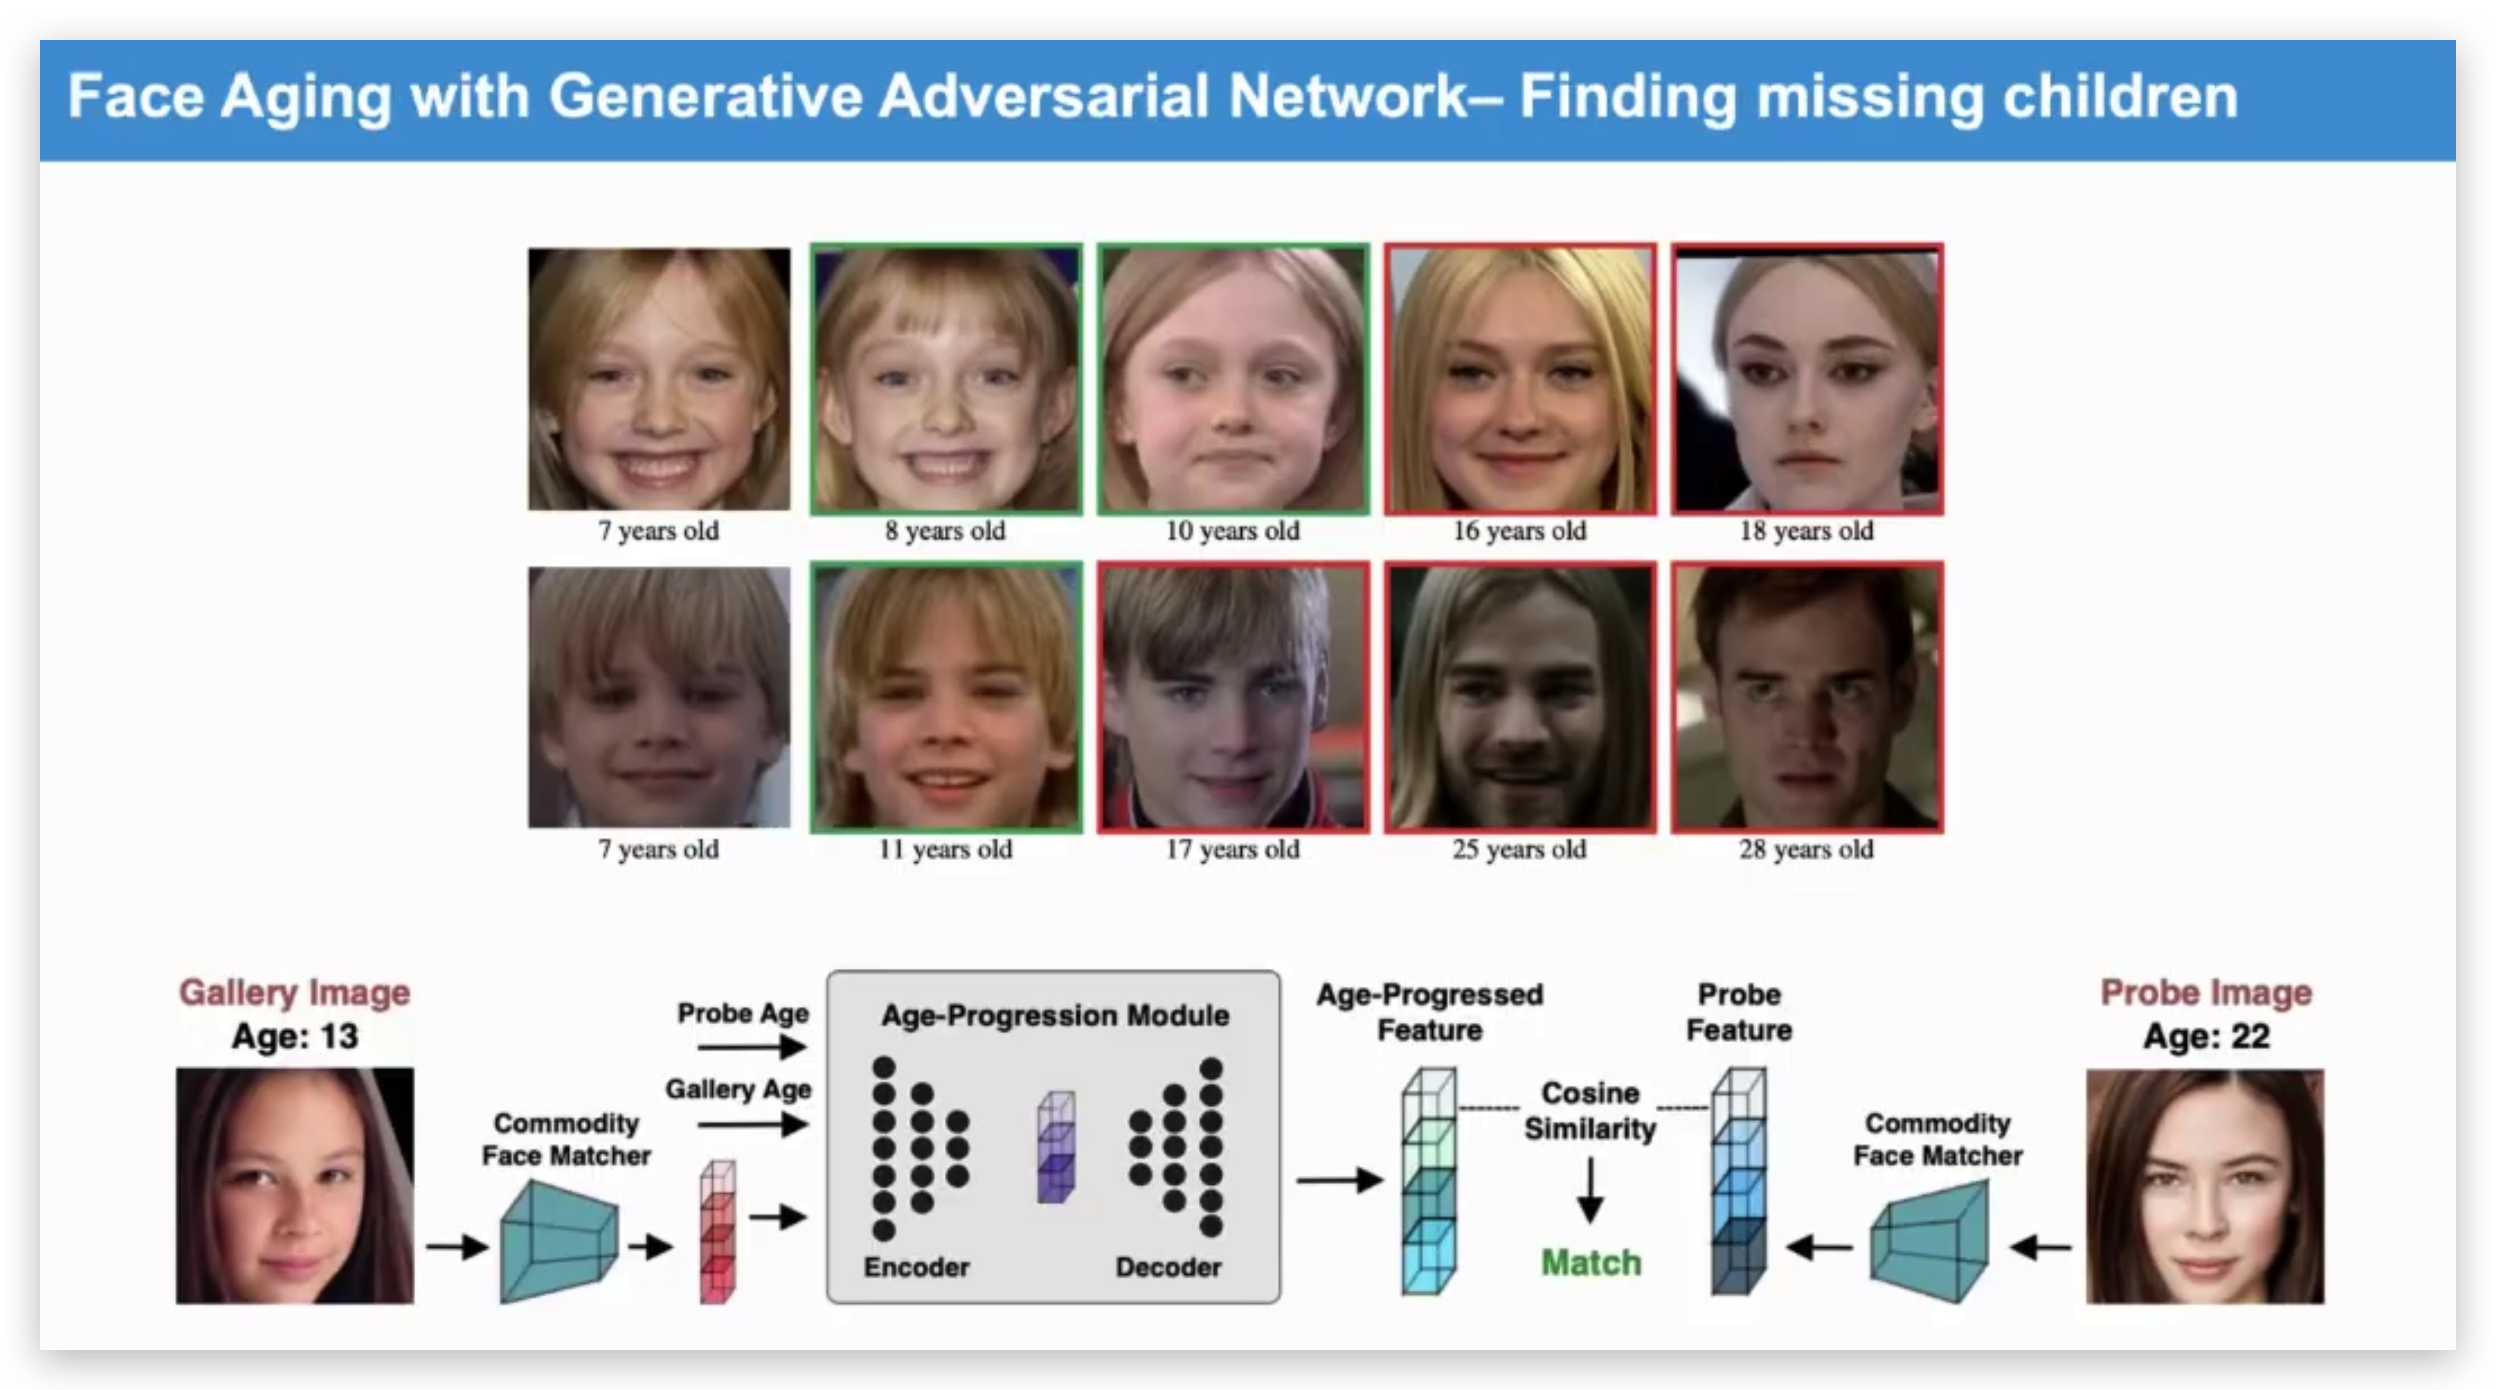 Face Aging with Generative Adversarial Network– Finding missing children
7 years old
8 years old
10 years old
16 years old
18 years old
7 years old
11 years old
17 years old
25 years old
28 years old
Gallery Image
Age: 13
Commodity
Face Matcher
Probe Age
Gallery Age
Age-Progression Module
Encoder
Decoder
Age-Progressed
Feature
Cosine
Similarity
Match
Probe
Feature
Commodity
Face Matcher
Probe Image
Age: 22